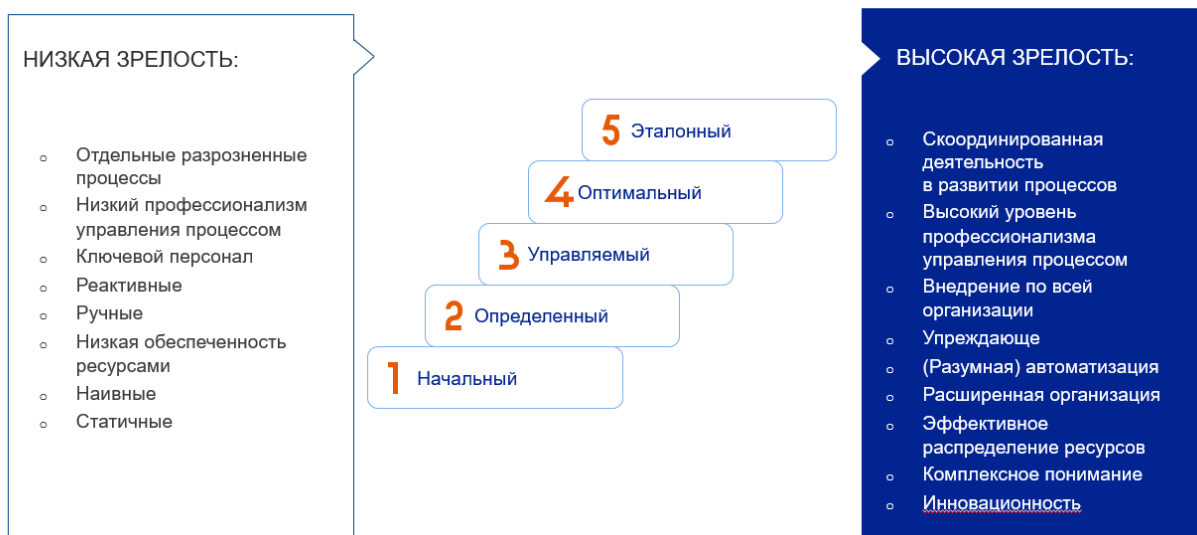 НИЗКАЯ ЗРЕЛОСТЬ:
Отдельные разрозненные
процессы
Низкий профессионализм
управления процессом
Ключевой персонал
Реактивные
Ручные
Низкая обеспеченность
ресурсами
Наивные
Статичные
5 Эталонный
4 Оптимальный
3 Управляемый
2 Определенный
1 Начальный
ВЫСОКАЯ ЗРЕЛОСТЬ:
Скоординированная
деятельность
в развитии процессов
Высокий уровень
профессионализма
управления процессом
Внедрение по всей
организации
Упреждающе
(Разумная) автоматизация
Расширенная организация
Эффективное
распределение ресурсов
Комплексное понимание
Инновационность